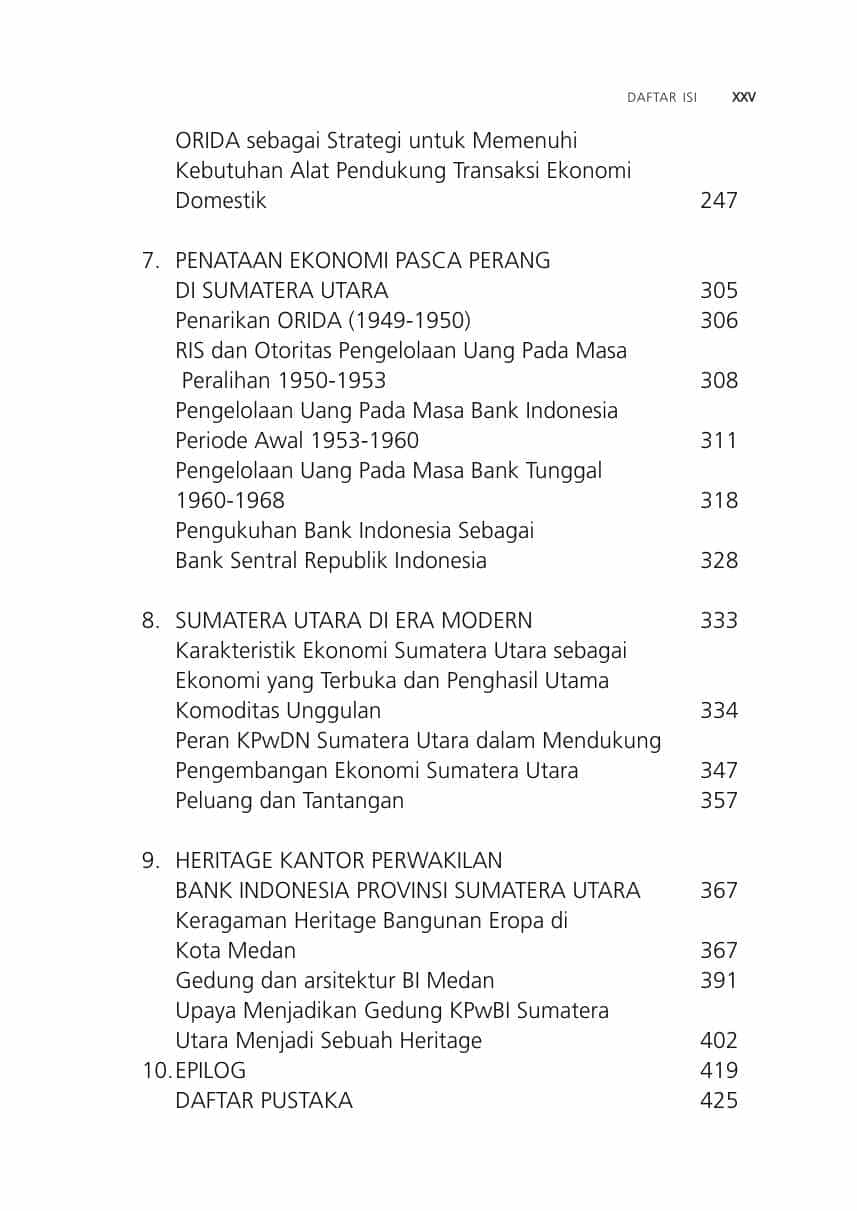 DAFTAR ISI XXV
ORIDA sebagai Strategi untuk Memenuhi
Kebutuhan Alat Pendukung Transaksi Ekonomi
Domestik 247
7. PENATAAN EKONOMI PASCA PERANG
DI SUMATERA UTARA 305
Penarikan ORIDA (1949-1950) 306
RIS dan Otoritas Pengelolaan Uang Pada Masa
Peralihan 1950-1953 308
Pengelolaan Uang Pada Masa Bank Indonesia
Periode Awal 1953-1960 311
Pengelolaan Uang Pada Masa Bank Tunggal
1960-1968 318
Pengukuhan Bank Indonesia Sebagai
Bank Sentral Republik Indonesia 328
8. SUMATERA UTARA DI ERA MODERN 333
Karakteristik Ekonomi Sumatera Utara sebagai
Ekonomi yang Terbuka dan Penghasil Utama
Komoditas Unggulan 334
Peran KPwDN Sumatera Utara dalam Mendukung
Pengembangan Ekonomi Sumatera Utara 347
Peluang dan Tantangan 357
9. HERITAGE KANTOR PERWAKILAN
BANK INDONESIA PROVINSI SUMATERA UTARA 367
Keragaman Heritage Bangunan Eropa di
Kota Medan 367
Gedung dan arsitektur BI Medan 391
Upaya Menjadikan Gedung KPwBI Sumatera
Utara Menjadi Sebuah Heritage 402
10. EPILOG 419
DAFTAR PUSTAKA 425